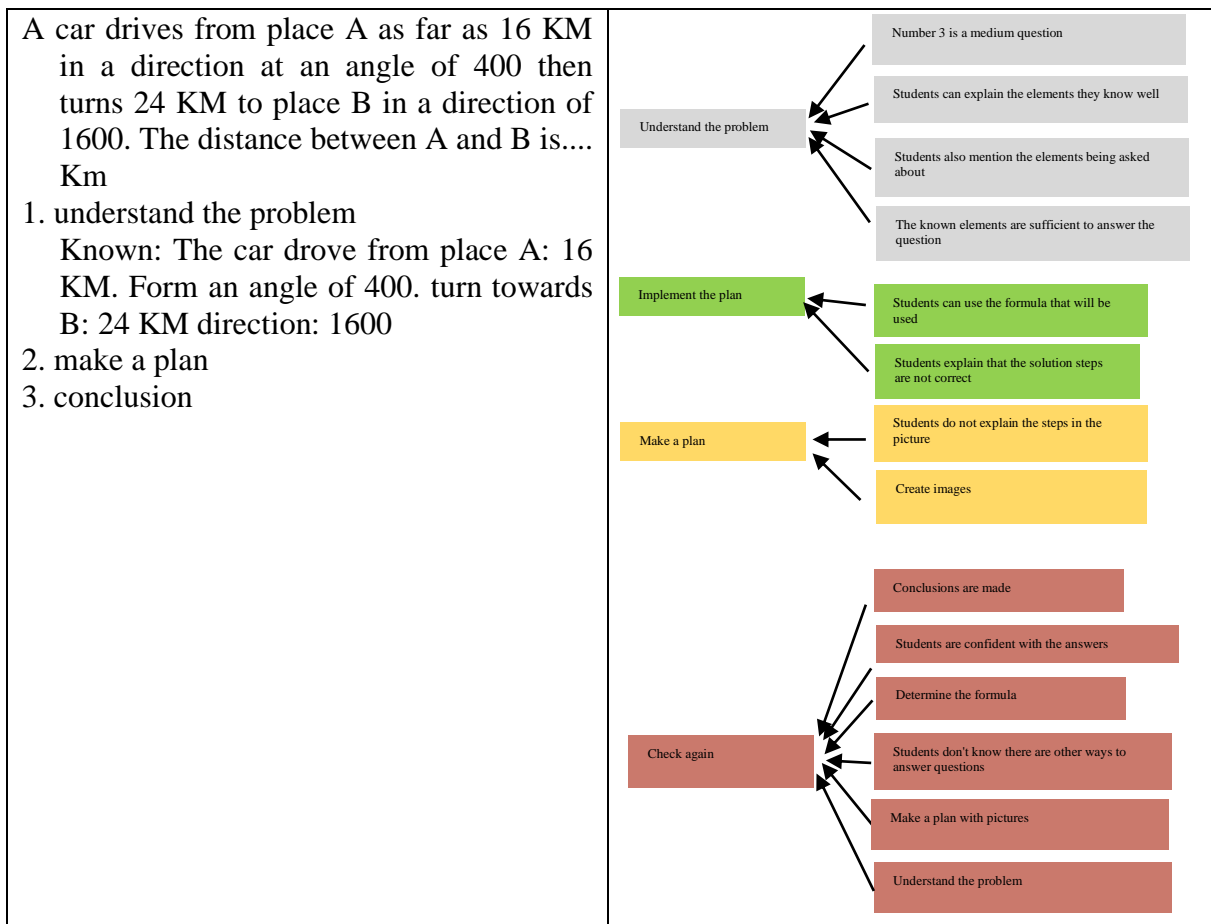 A car drives from place A as far as 16 KM
in a direction at an angle of 400 then
turns 24 KM to place B in a direction of
1600. The distance between A and B is....
Km
1. understand the problem
Known: The car drove from place A: 16
KM. Form an angle of 400. turn towards
B: 24 KM direction: 1600
2. make a plan
3. conclusion
Number 3 is a medium question
Students can explain the elements they know well
Understand the problem
Students also mention the elements being asked
about
The known elements are sufficient to answer the
question
Implement the plan
Students can use the formula that will be
used
Students explain that the solution steps
are not correct
Make a plan
Students do not explain the steps in the
picture
Create images
Conclusions are made
Students are confident with the answers
Determine the formula
Check again
Students don't know there are other ways to
answer questions
Make a plan with pictures
Understand the problem